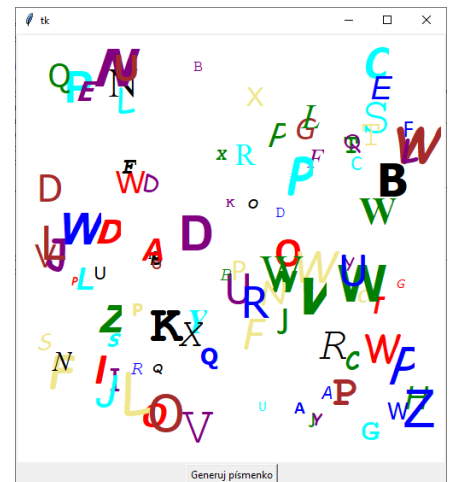 tk
B C
Q P E N N E
L X S
P L G T F W
X R F T R L
F P C
D W D B
K O D W
W D D
L J V A O
P L U D P U R W N W V W U Y T G
Z P K X Y J
S S F Q R C W
F N I J I R Q P
L O O V U A J Y A P W H Z G
Generuj písmenko